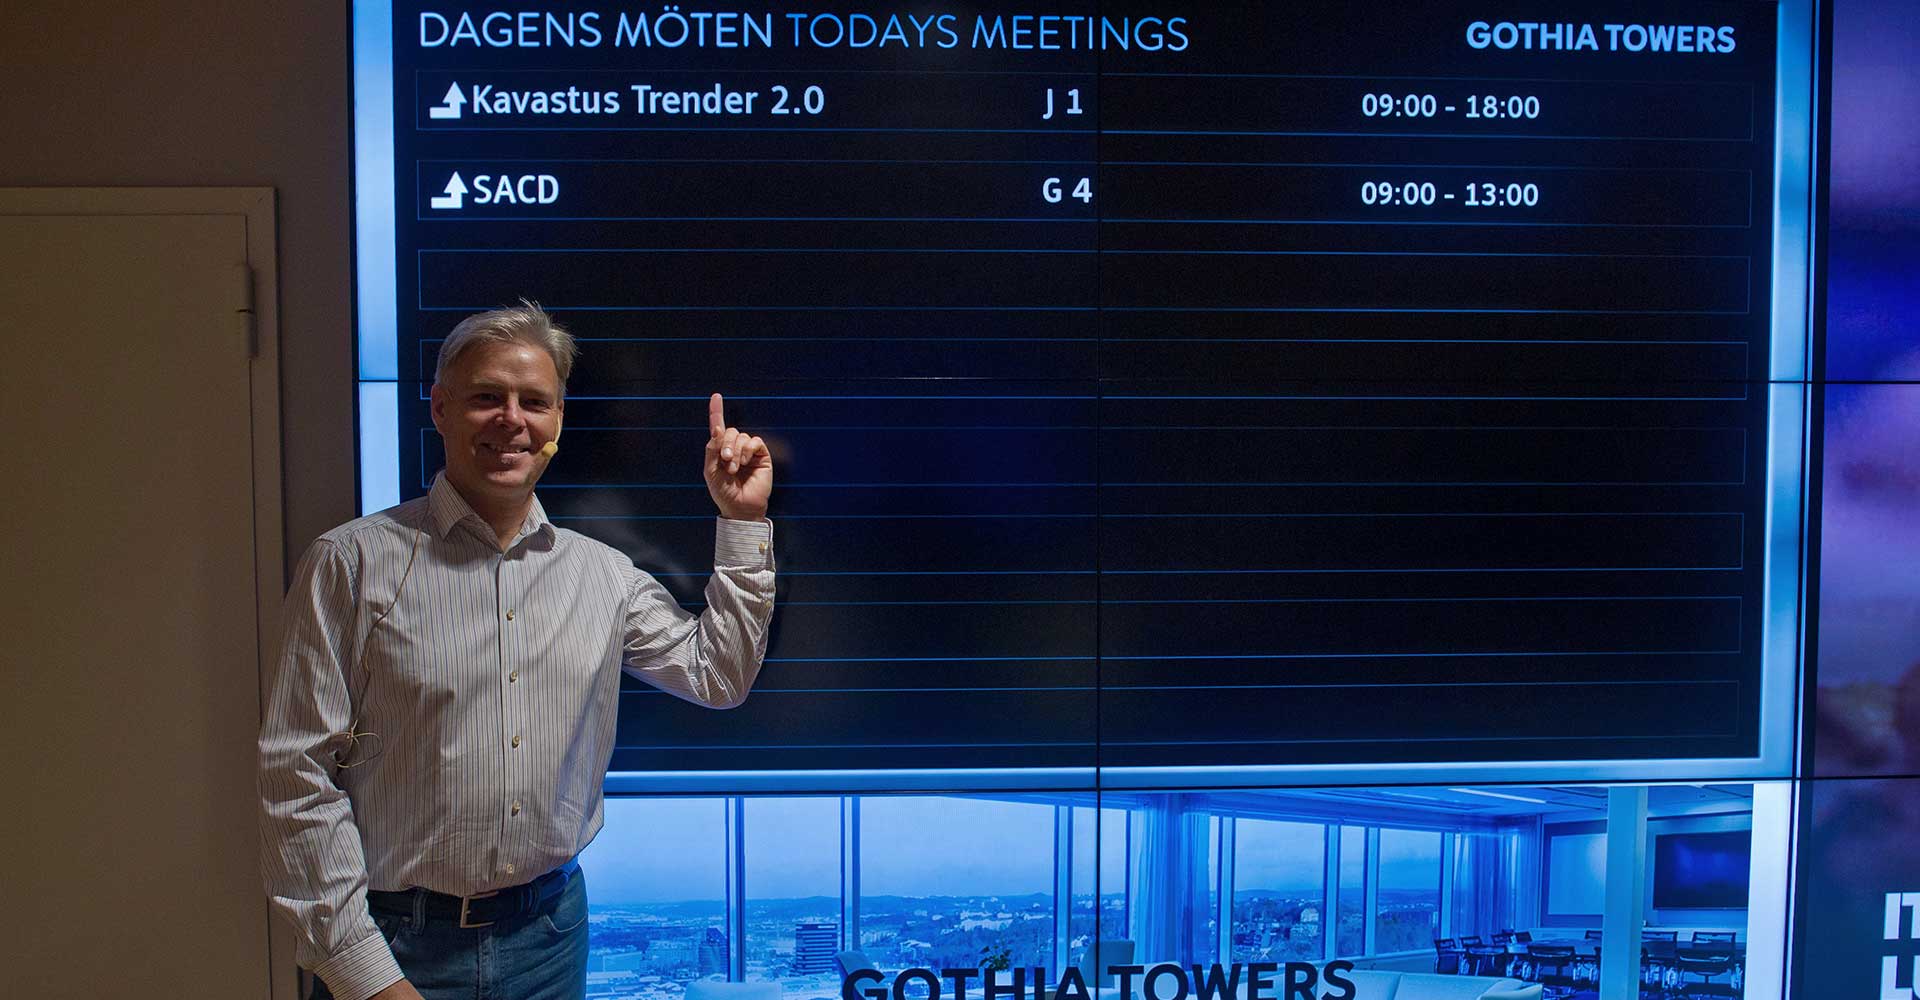 DAGENS MÖTEN TODAYS MEETINGS GOTHIA TOWERS
Kavastus Trender 2.0 J 1 09:00 - 18:00
SACD G 4 09:00 - 13:00
GOTHIA TOWERS